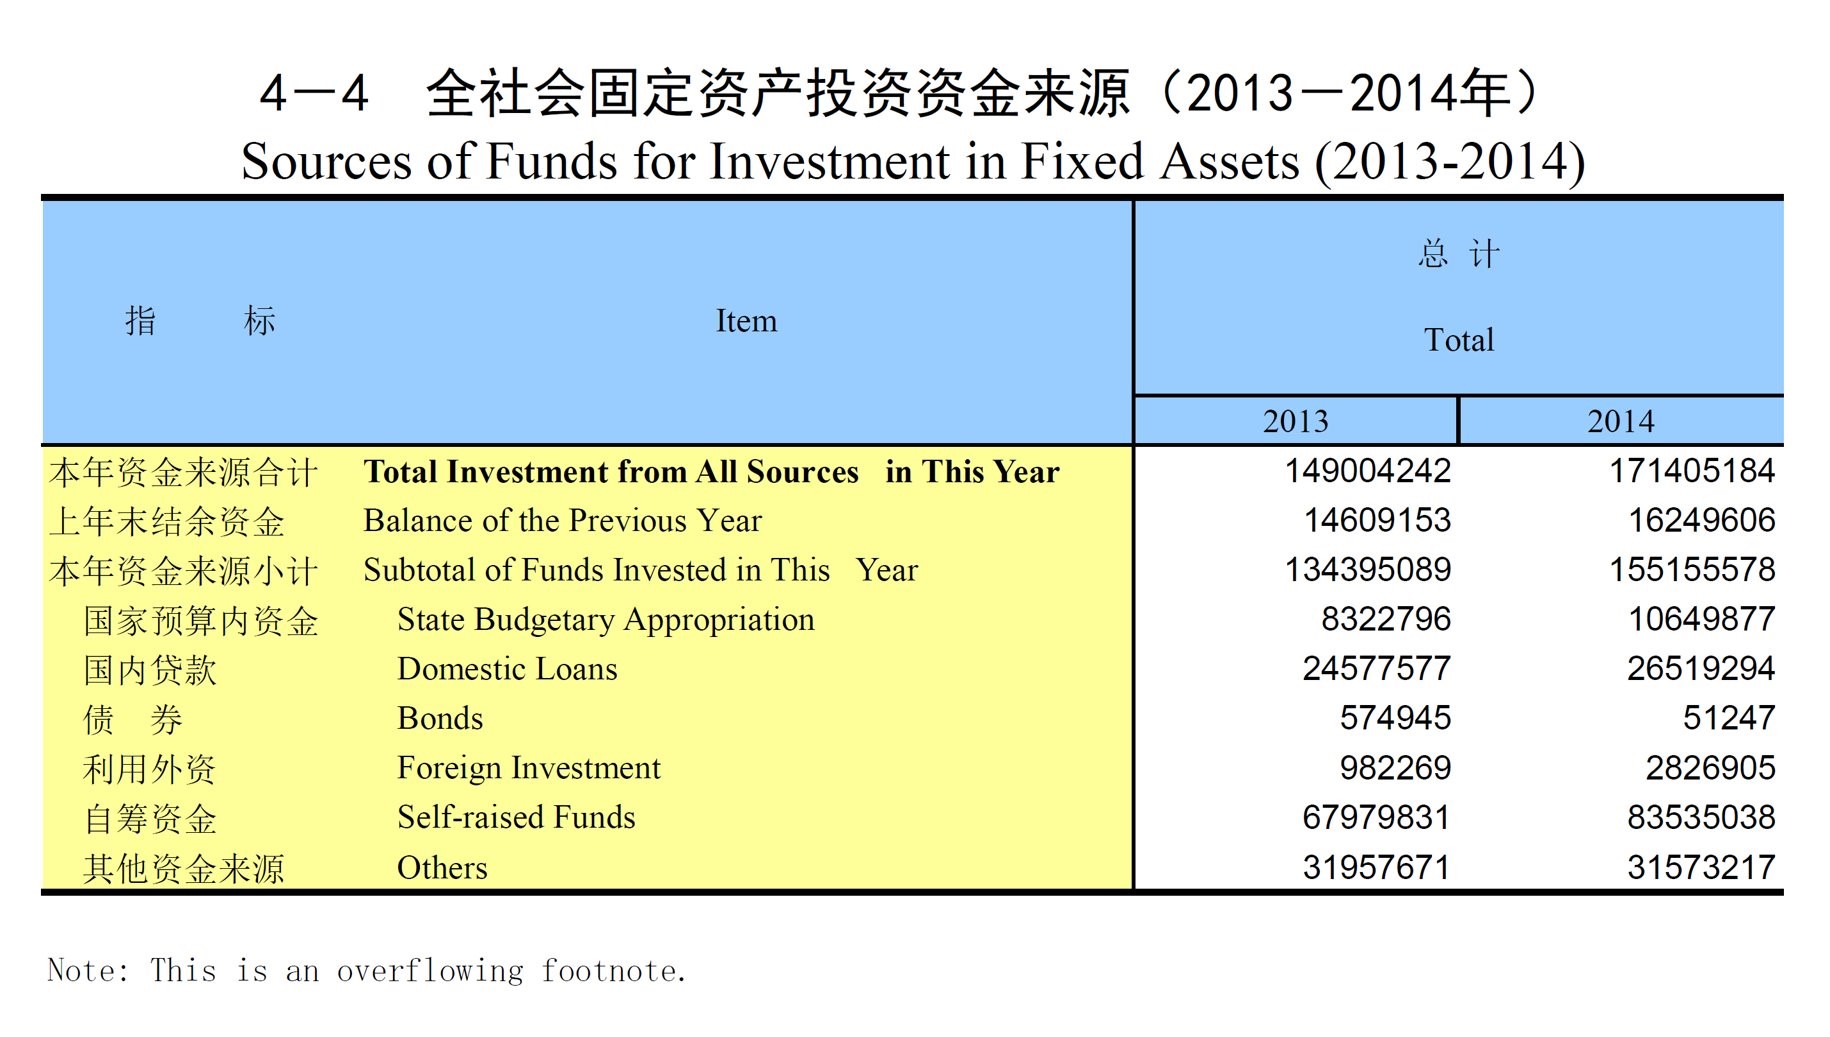 4－4　全社会固定资产投资资金来源（2013－2014年）
Sources of Funds for Investment in Fixed Assets (2013-2014)
指 标 Item 总 计
Total
2013 2014
本年资金来源合计 Total Investment from All Sources in This Year 149004242 171405184
上年末结余资金 Balance of the Previous Year 14609153 16249606
本年资金来源小计 Subtotal of Funds Invested in This Year 134395089 155155578
国家预算内资金 State Budgetary Appropriation 8322796 10649877
国内贷款 Domestic Loans 24577577 26519294
债 券 Bonds 574945 51247
利用外资 Foreign Investment 982269 2826905
自筹资金 Self-raised Funds 67979831 83535038
其他资金来源 Others 31957671 31573217
Note: This is an overflowing footnote.